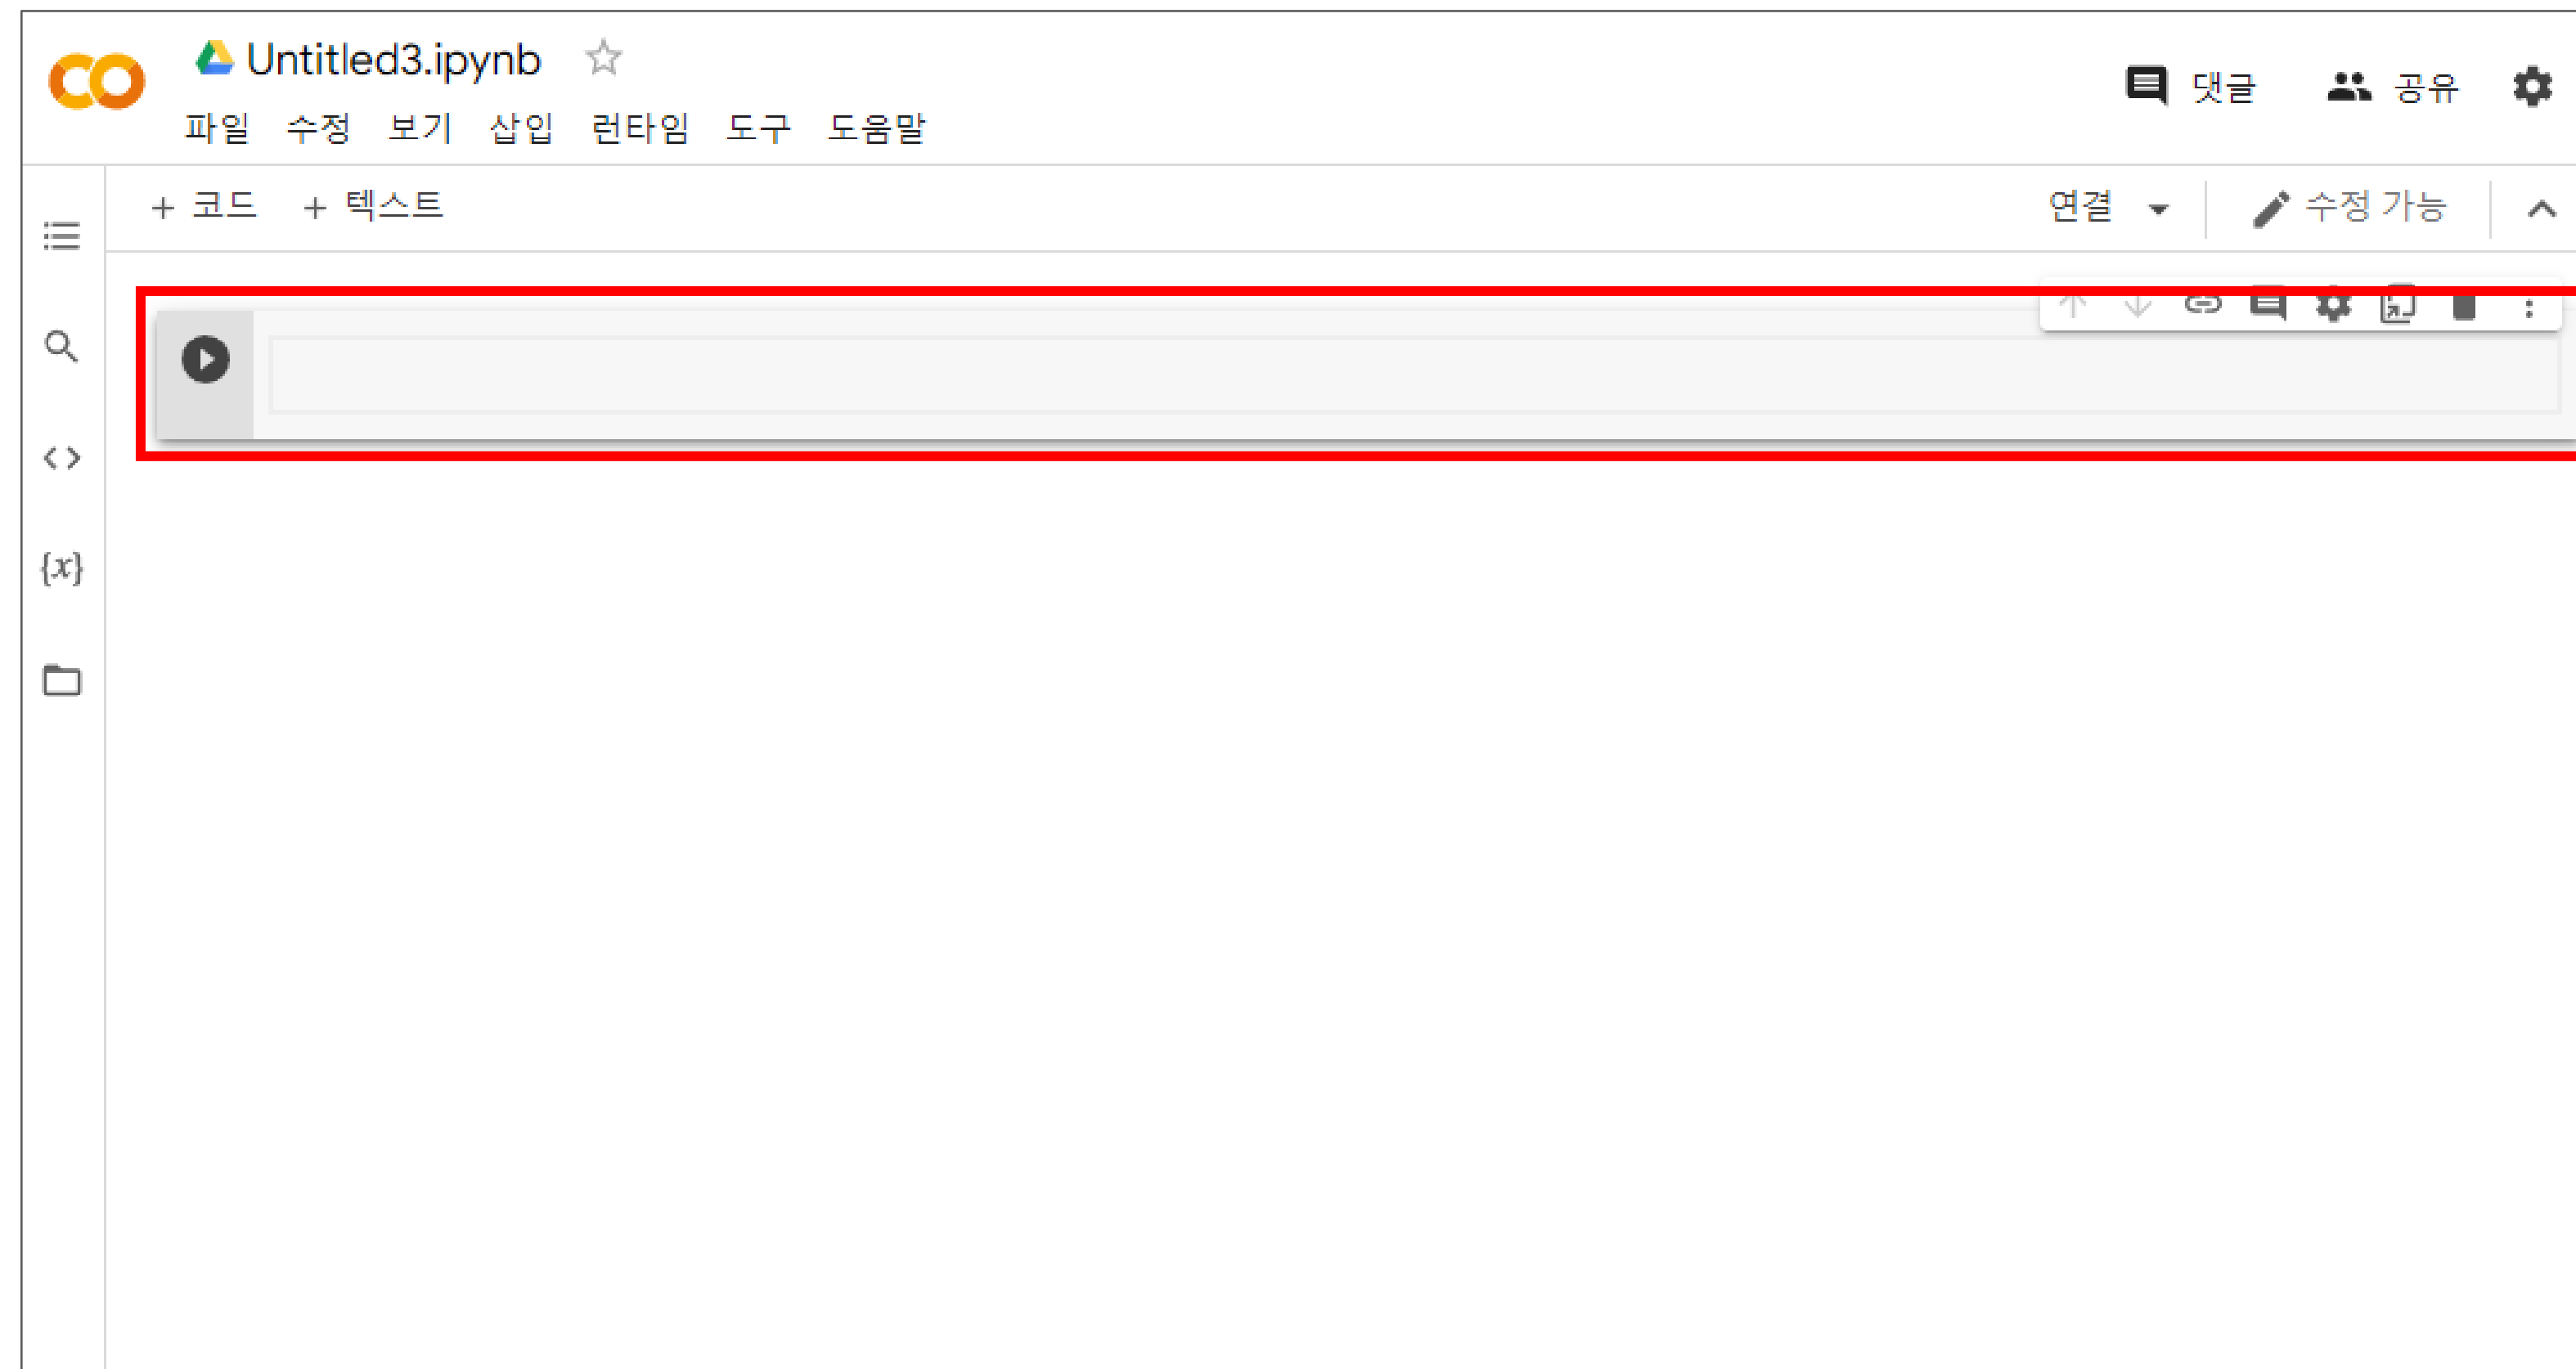 Untitled3.ipynb
댓글 공유
파일 수정 보기 삽입 런타임 도구 도움말
+ 코드 + 텍스트
연결 수정 가능
{x}